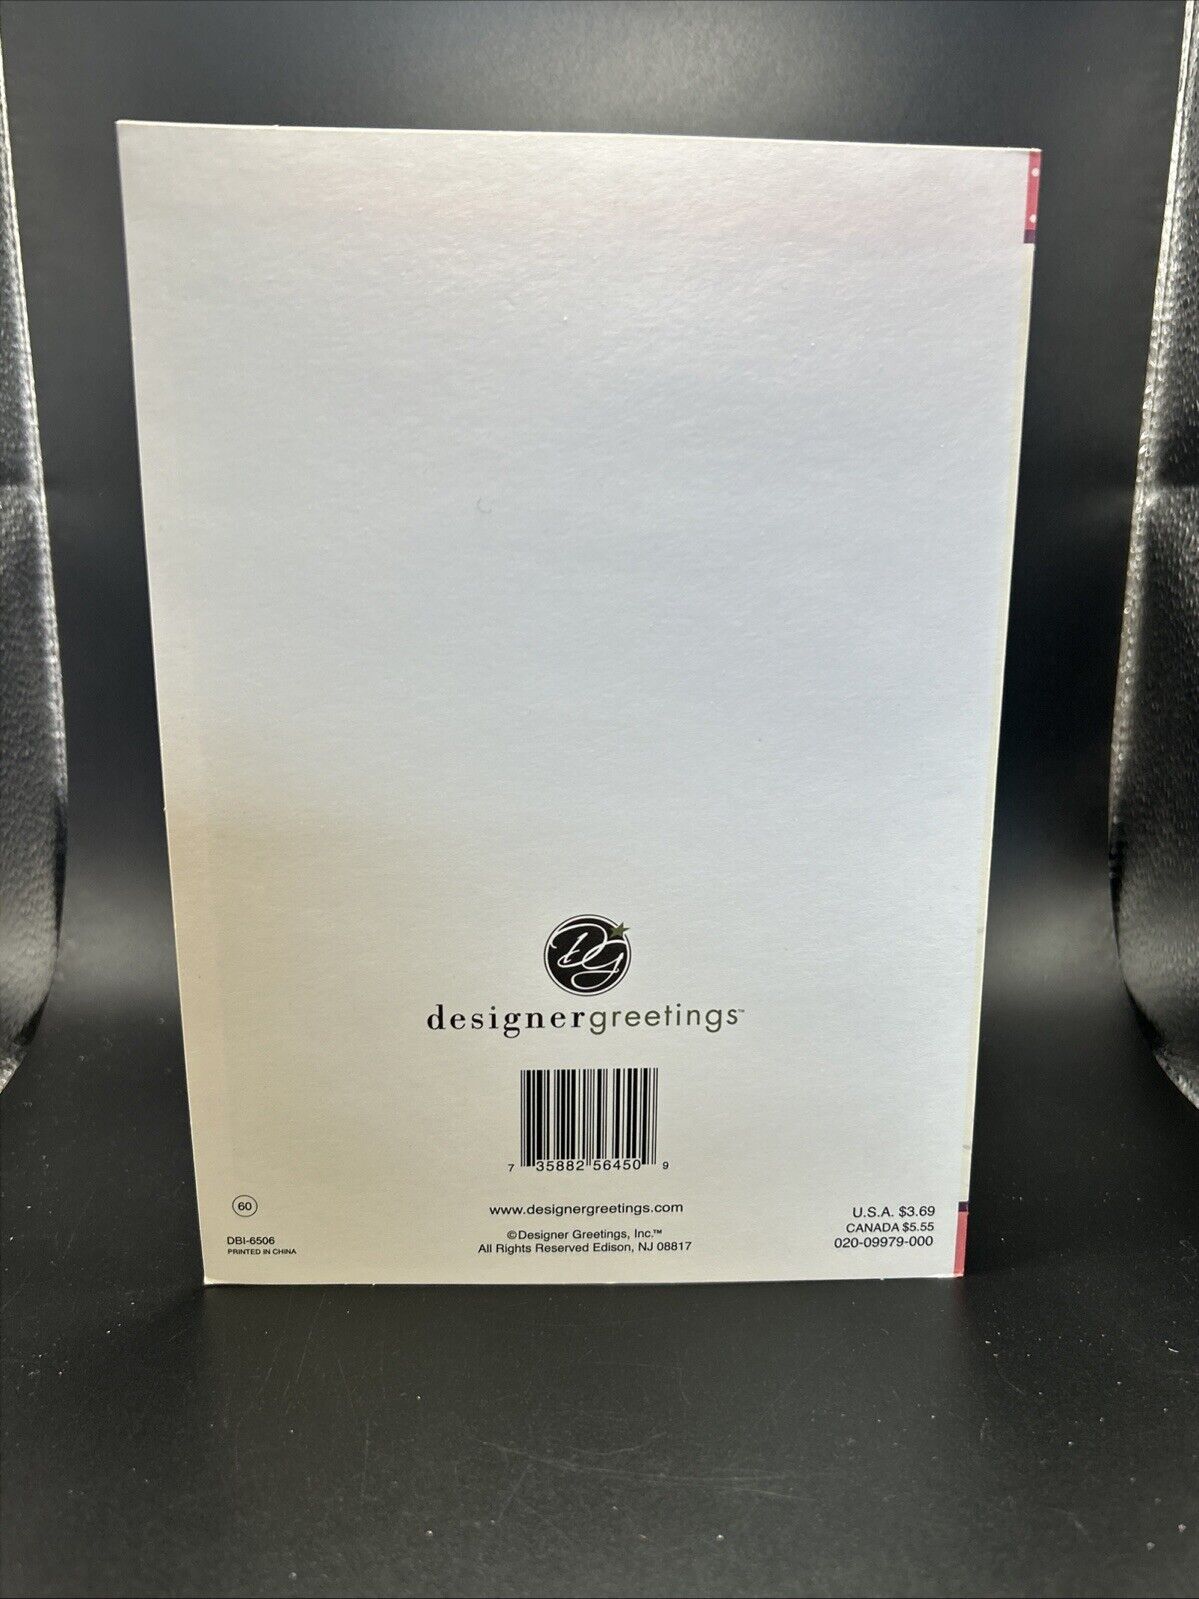 DG
designergreetings™
7 35882 56450 9
60
DBI-6506
PRINTED IN CHINA
www.designergreetings.com
©Designer Greetings, Inc.™
All Rights Reserved Edison, NJ 08817
U.S.A. $3.69
CANADA $5.55
020-09979-000